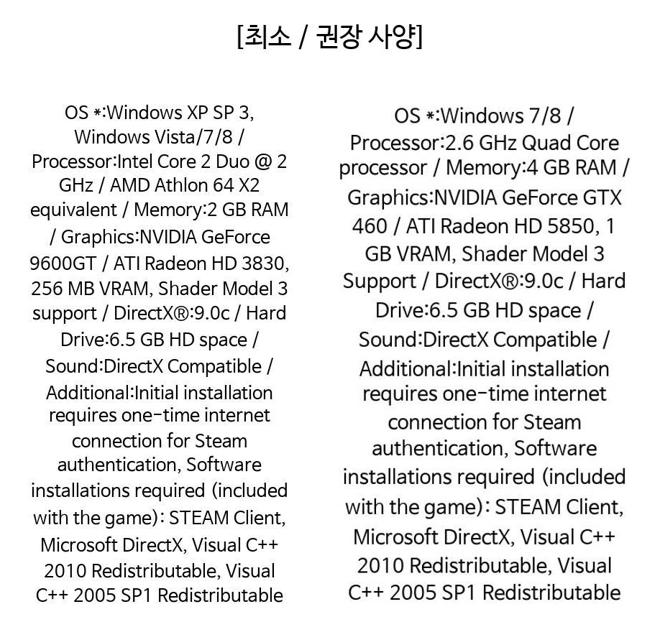 [최소 / 권장 사양]
OS *:Windows XP SP 3,
Windows Vista/7/8 /
Processor:Intel Core 2 Duo @ 2
GHz / AMD Athlon 64 X2
equivalent / Memory:2 GB RAM
/ Graphics:NVIDIA GeForce
9600GT / ATI Radeon HD 3830,
256 MB VRAM, Shader Model 3
support / DirectX®:9.0c / Hard
Drive:6.5 GB HD space /
Sound:DirectX Compatible /
Additional:Initial installation
requires one-time internet
connection for Steam
authentication, Software
installations required (included
with the game): STEAM Client,
Microsoft DirectX, Visual C++
2010 Redistributable, Visual
C++ 2005 SP1 Redistributable
OS *:Windows 7/8 /
Processor:2.6 GHz Quad Core
processor / Memory:4 GB RAM /
Graphics:NVIDIA GeForce GTX
460 / ATI Radeon HD 5850, 1
GB VRAM, Shader Model 3
Support / DirectX®:9.0c / Hard
Drive:6.5 GB HD space /
Sound:DirectX Compatible /
Additional:Initial installation
requires one-time internet
connection for Steam
authentication, Software
installations required (included
with the game): STEAM Client,
Microsoft DirectX, Visual C++
2010 Redistributable, Visual
C++ 2005 SP1 Redistributable